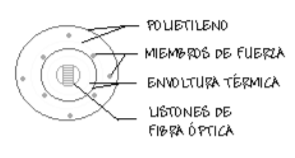 POLIETILENO
MIEMBROS DE FUERZA
ENVOLTURA TÉRMICA
LISTONES DE
FIBRA ÓPTICA